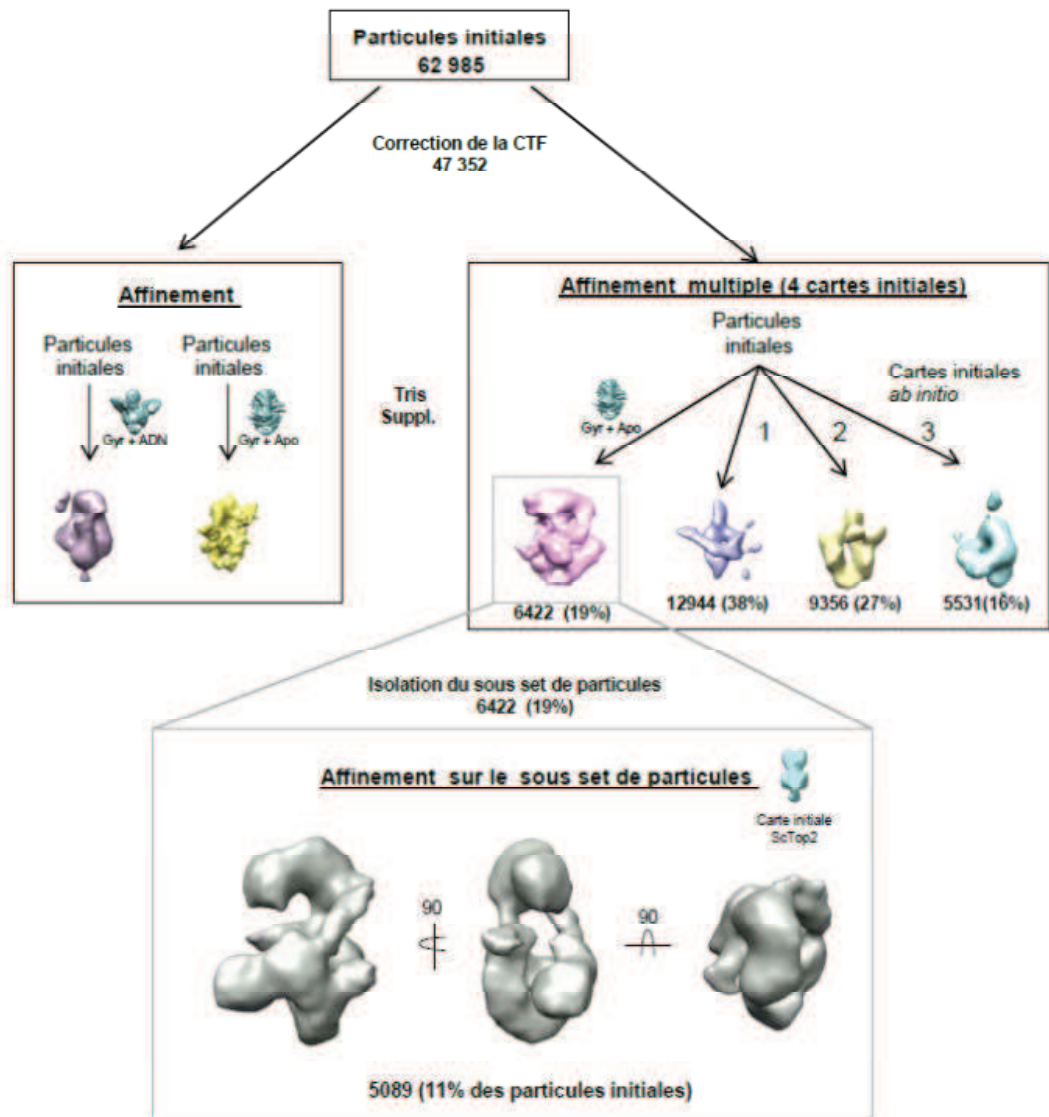 Particules initiales
62 985
Correction de la CTF
47 352
Affinement
Particules
initiales
Particules
initiales
Gyr + ADN
Gyr + Apo
Tris
Suppl.
Affinement multiple (4 cartes initiales)
Particules
initiales
Cartes initiales
ab initio
Gyr + Apo
1
2
3
6422 (19%)
12944 (38%)
9356 (27%)
5531(16%)
Isolation du sous set de particules
6422 (19%)
Affinement sur le sous set de particules
Carte initiale
ScTop2
90
90
5089 (11% des particules initiales)